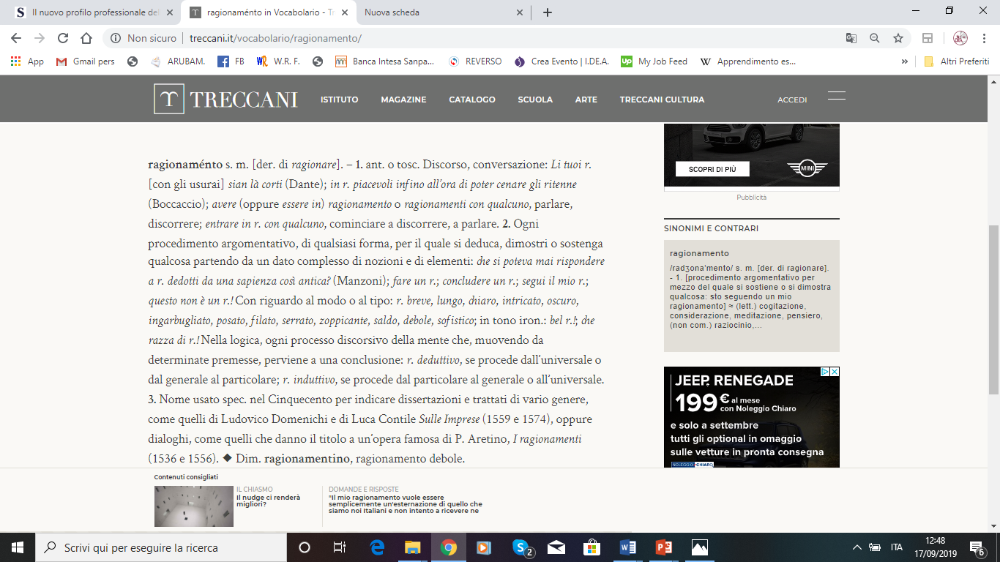 Il nuovo profilo professionale del
ragionaménto in Vocabolario - Tr
Nuova scheda
Non sicuro | treccani.it/vocabolario/ragionamento/
App
Gmail pers
ARUBAM.
FB
W.R. F.
Banca Intesa Sanpa...
REVERSO
Crea Evento | I.DE.A.
My Job Feed
Apprendimento es...
»
Altri Preferiti
TRECCANI
ISTITUTO
MAGAZINE
CATALOGO
SCUOLA
ARTE
TRECCANI CULTURA
ACCEDI
ragionaménto s. m. [der. di ragionare]. – 1. ant. o tosc. Discorso, conversazione: Li tuoi r.
[con gli usurai] sian là corti (Dante); in r. piacevoli infino all’ora di poter cenare gli ritenne
(Boccaccio); avere (oppure essere in) ragionamento o ragionamenti con qualcuno, parlare,
discorrere; entrare in r. con qualcuno, cominciare a discorrere, a parlare. 2. Ogni
procedimento argomentativo, di qualsiasi forma, per il quale si deduca, dimostri o sostenga
qualcosa partendo da un dato complesso di nozioni e di elementi: che si poteva mai rispondere
a r. dedotti da una sapienza così antica? (Manzoni); fare un r.; concludere un r.; segui il mio r.;
questo non è un r.! Con riguardo al modo o al tipo: r. breve, lungo, chiaro, intricato, oscuro,
ingarbugliato, posato, filato, serrato, zoppicante, saldo, debole, sofistico; in tono iron.: bel r.!; che
razza di r.! Nella logica, ogni processo discorsivo della mente che, muovendo da
determinate premesse, perviene a una conclusione: r. deduttivo, se procede dall’universale o
dal generale al particolare; r. induttivo, se procede dal particolare al generale o all’universale.
3. Nome usato spec. nel Cinquecento per indicare dissertazioni e trattati di vario genere,
come quelli di Ludovico Domenichi e di Luca Contile Sulle Imprese (1559 e 1574), oppure
dialoghi, come quelli che danno il titolo a un’opera famosa di P. Aretino, I ragionamenti
(1536 e 1556). ◆ Dim. ragionamentino, ragionamento debole.
SCOPRI DI PIÙ
MINI
Pubblicità
SINONIMI E CONTRARI
ragionamento
/radʒona'mento/ s. m. [der. di ragionare].
- 1. [procedimento argomentativo per
mezzo del quale si sostiene o si dimostra
qualcosa: sto seguendo un mio
ragionamento] ≈ (lett.) cogitazione,
considerazione, meditazione, pensiero,
(non com.) raziocinio,...
JEEP RENEGADE
199 € al mese
con Noleggio Chiaro
e solo a settembre
tutti gli optional in omaggio
sulle vetture in pronta consegna
NOLEGGIO CHIARO
Contenuti consigliati
IL CHIASMO
Il nudge ci renderà
migliori?
DOMANDE E RISPOSTE
"Il mio ragionamento vuole essere
semplicemente un'esternazione di quello che
siamo noi Italiani e non intento a ricevere ne
Scrivi qui per eseguire la ricerca
2
ITA
12:48
17/09/2019
6